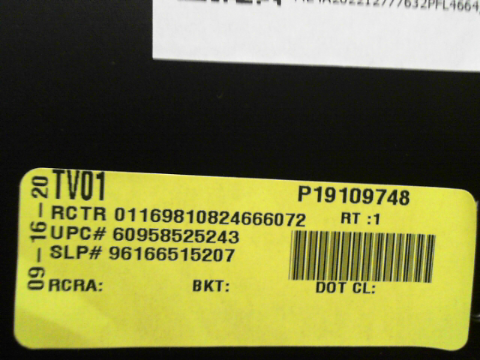 TV01
P19109748
RCTR 01169810824666072 RT :1
UPC# 60958525243
SLP# 96166515207
RCRA: BKT: DOT CL:
09-16-20